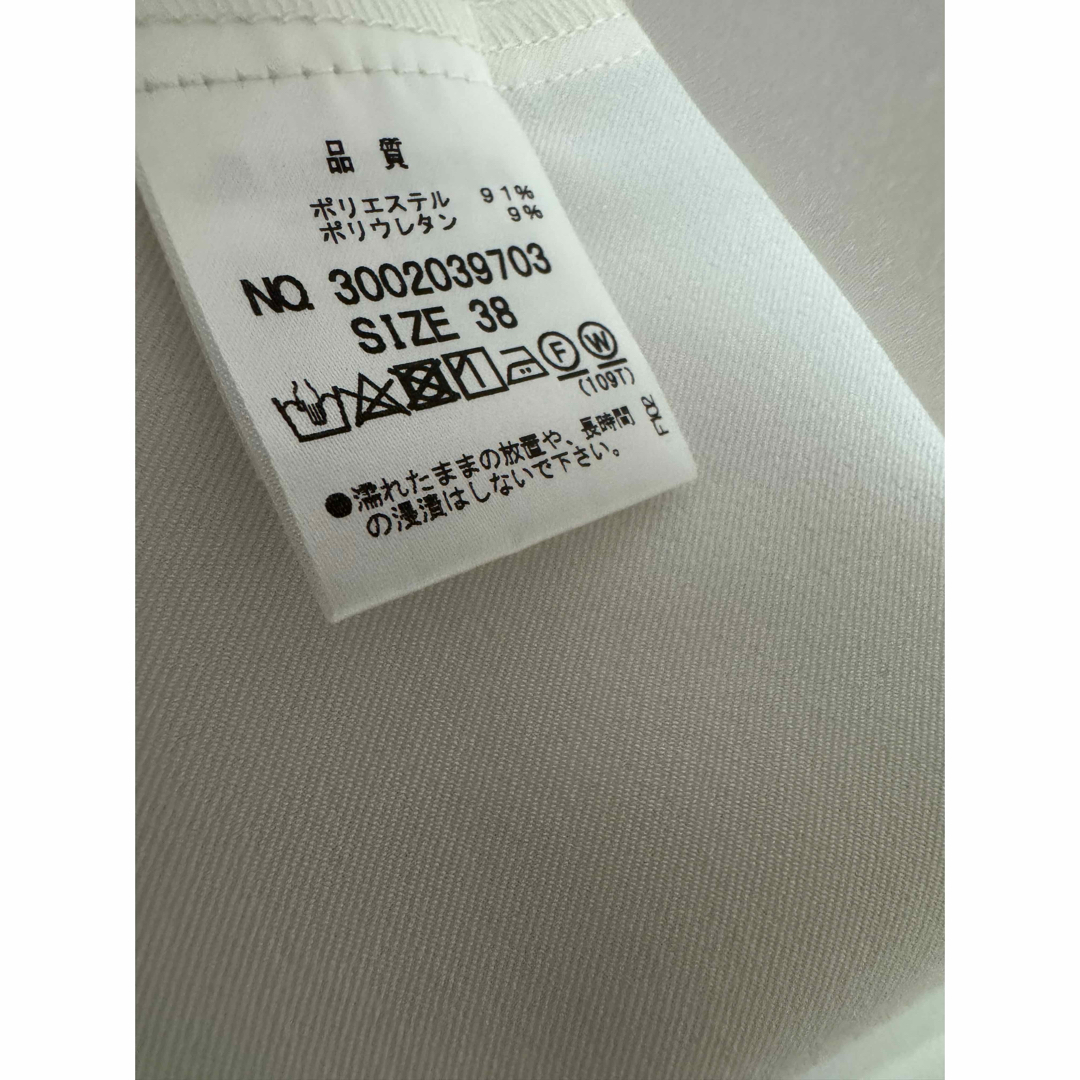 品質
ポリエステル 91%
ポリウレタン 9%
NO. 3002039703
SIZE 38
F W
(109T)
●濡れたままの放置や、長時間
の浸漬はしないで下さい。